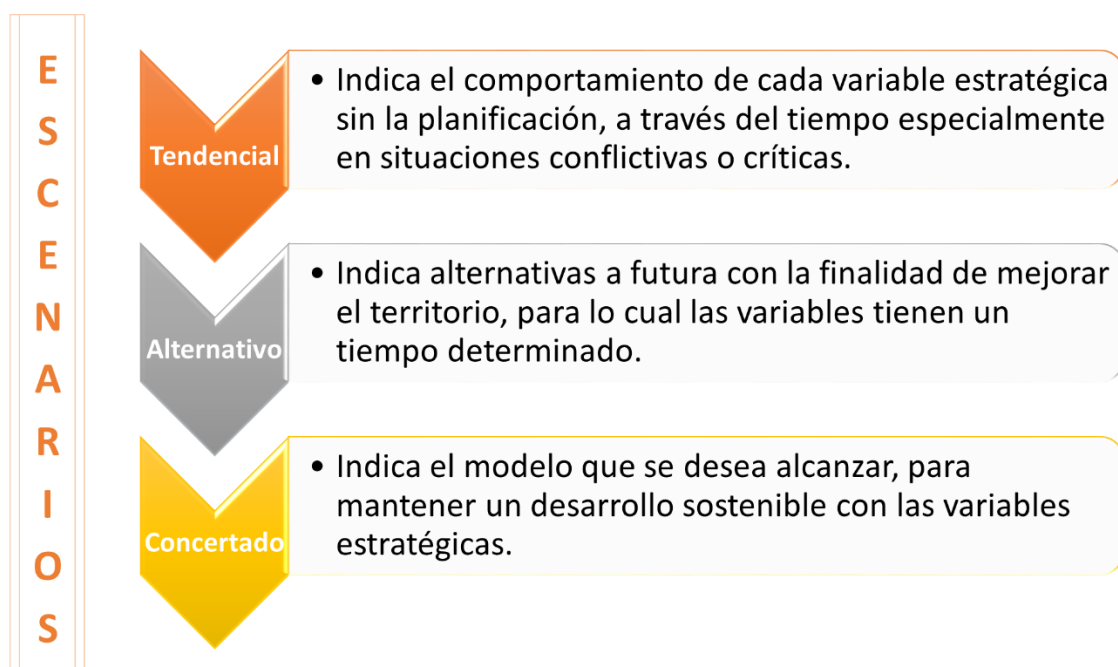 ESCENARIOS
Tendencial
• Indica el comportamiento de cada variable estratégica
sin la planificación, a través del tiempo especialmente
en situaciones conflictivas o críticas.
Alternativo
• Indica alternativas a futura con la finalidad de mejorar
el territorio, para lo cual las variables tienen un
tiempo determinado.
Concertado
• Indica el modelo que se desea alcanzar, para
mantener un desarrollo sostenible con las variables
estratégicas.